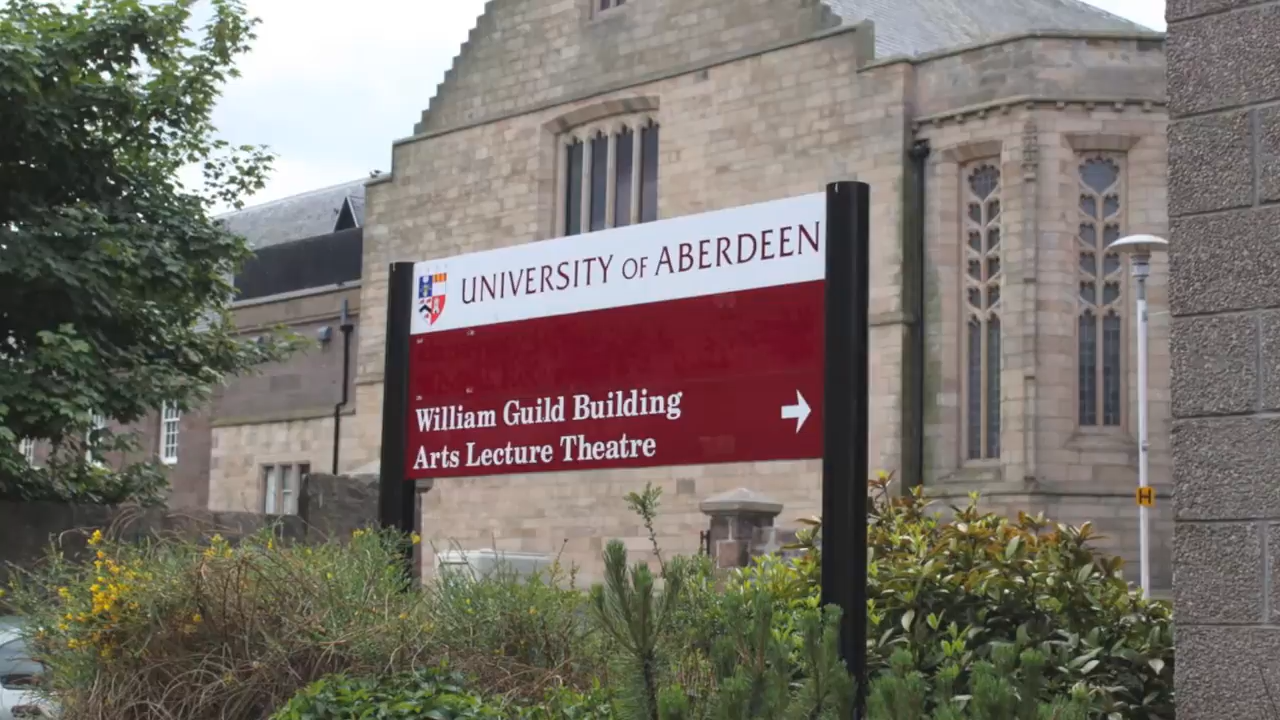 UNIVERSITY OF ABERDEEN
William Guild Building
Arts Lecture Theatre
H